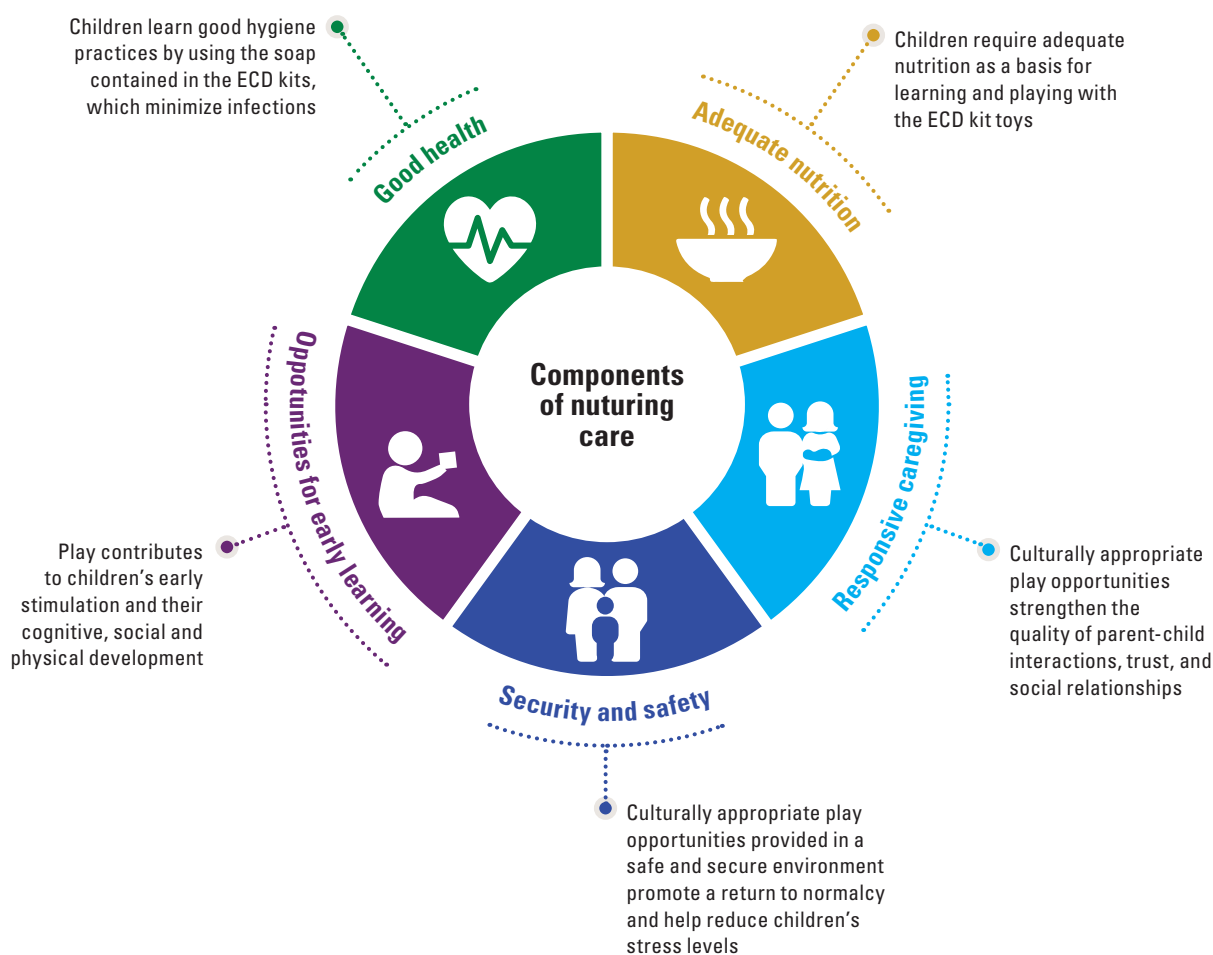 Children learn good hygiene
practices by using the soap
contained in the ECD kits,
which minimize infections
Good health
Children require adequate
nutrition as a basis for
learning and playing with
the ECD kit toys
Adequate nutrition
Components
of nuturing
care
Responsive caregiving
Culturally appropriate
play opportunities
strengthen the
quality of parent-child
interactions, trust, and
social relationships
Oppotunities for early learning
Play contributes
to children’s early
stimulation and their
cognitive, social and
physical development
Security and safety
Culturally appropriate play
opportunities provided in a
safe and secure environment
promote a return to normalcy
and help reduce children’s
stress levels